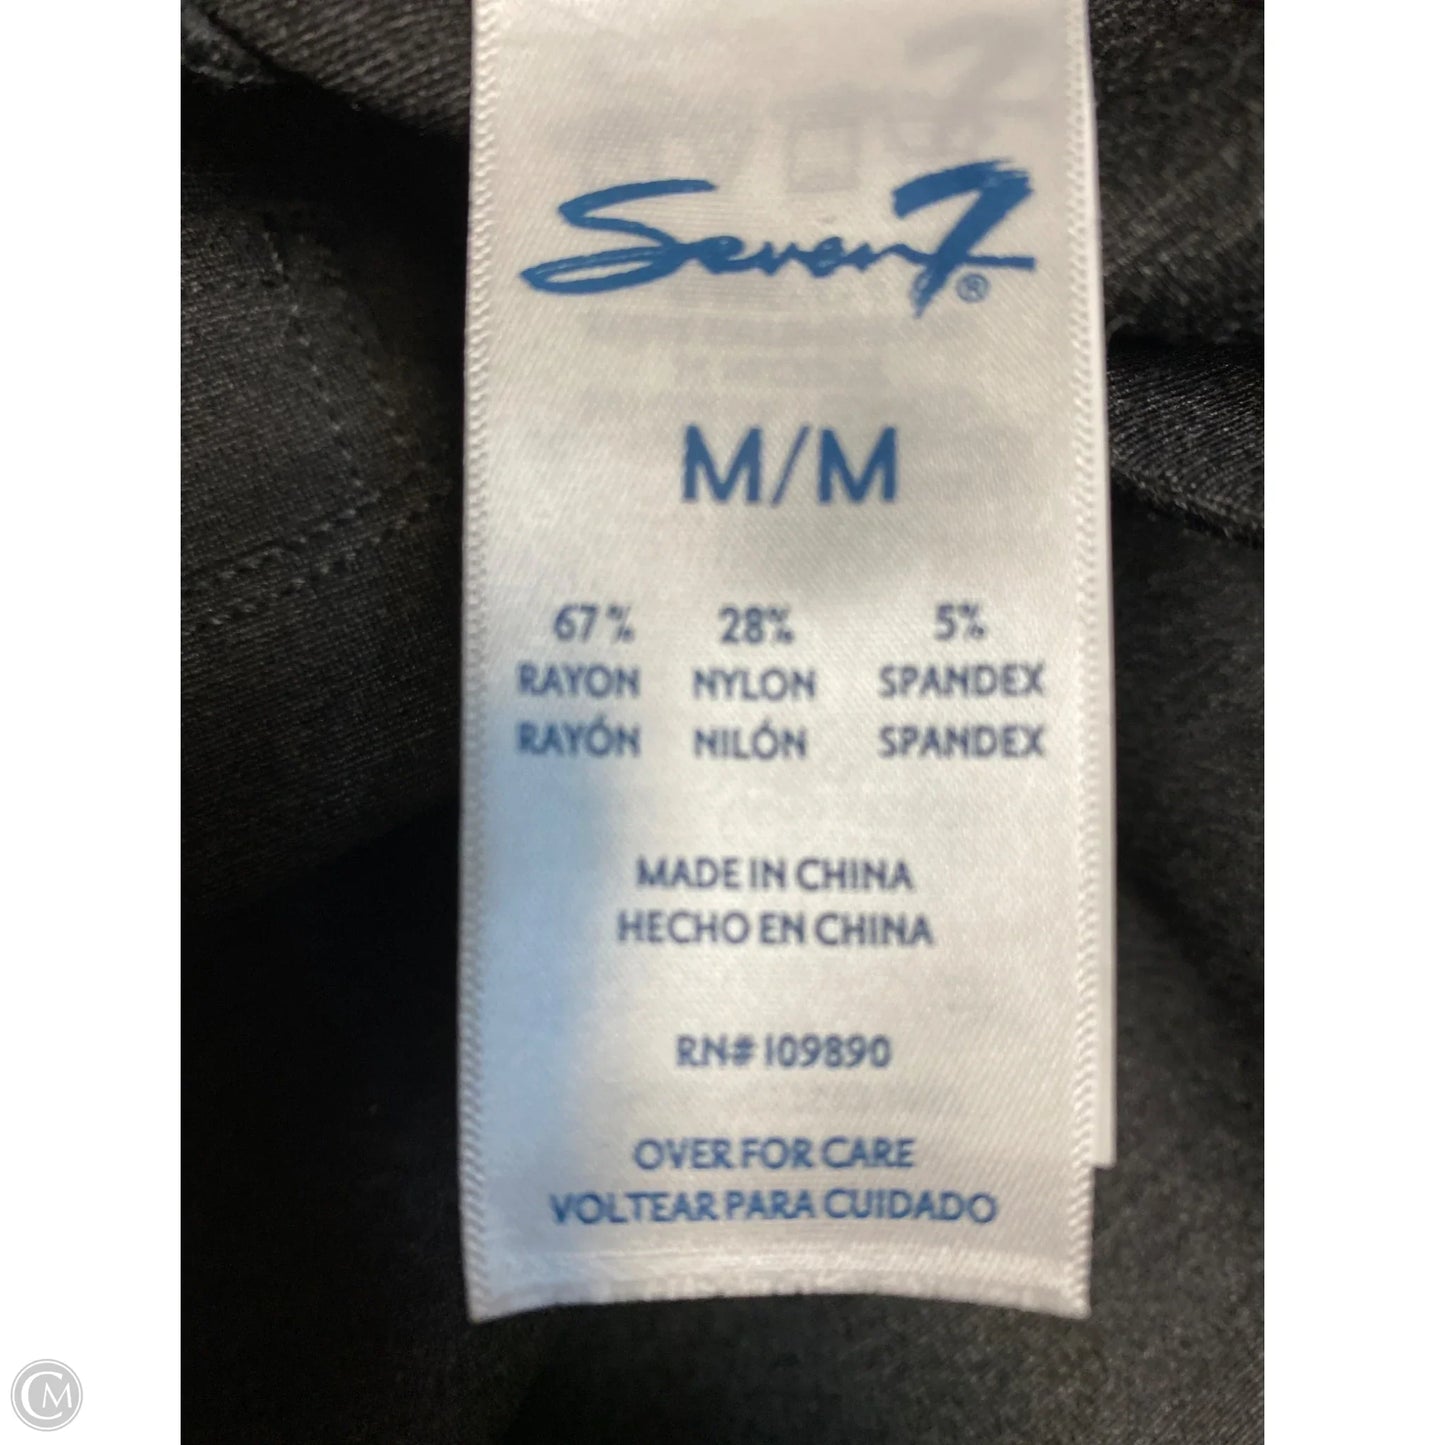 Seven7®
M/M
67% 28% 5%
RAYON NYLON SPANDEX
RAYÓN NILÓN SPANDEX
MADE IN CHINA
HECHO EN CHINA
RN# 109890
OVER FOR CARE
VOLTEAR PARA CUIDADO
CM